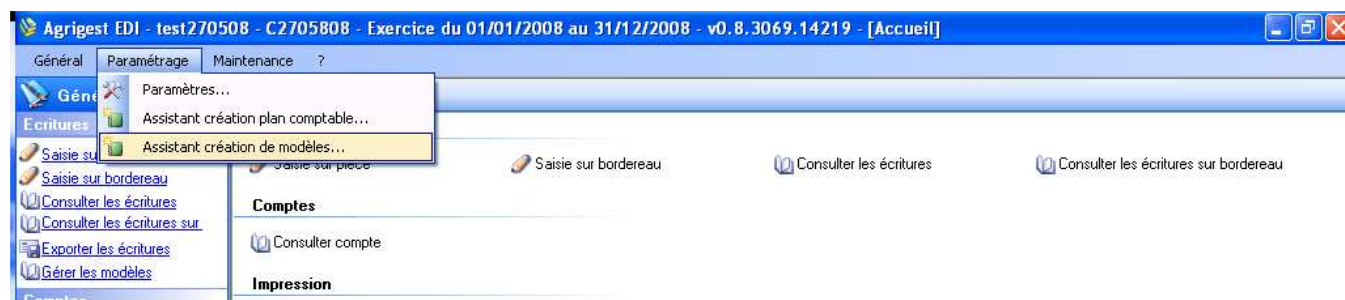 Agrigest EDI - test270508 - C2705808 - Exercice du 01/01/2008 au 31/12/2008 - v0.8.3069.14219 - [Accueil]
Général Paramétrage Maintenance ?
Paramètres...
Assistant création plan comptable...
Assistant création de modèles...
Ecritures
Saisie sur bordereau
Consulter les écritures
Consulter les écritures sur
Exporter les écritures
Gérer les modèles
Saisie sur pièce Saisie sur bordereau Consulter les écritures Consulter les écritures sur bordereau
Comptes
Consulter compte
Impression